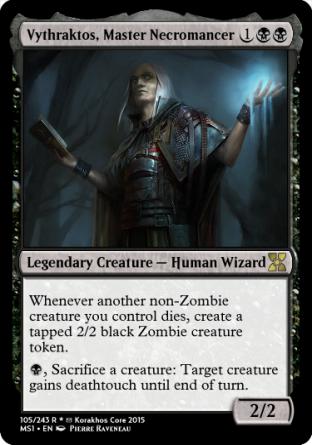 Vythraktos, Master Necromancer 1
Legendary Creature — Human Wizard
Whenever another non-Zombie
creature you control dies, create a
tapped 2/2 black Zombie creature
token.
, Sacrifice a creature: Target creature
gains deathtouch until end of turn.
2/2
105/243 R * Korakhos Core 2015
MS1 • EN Pierre Raveneau